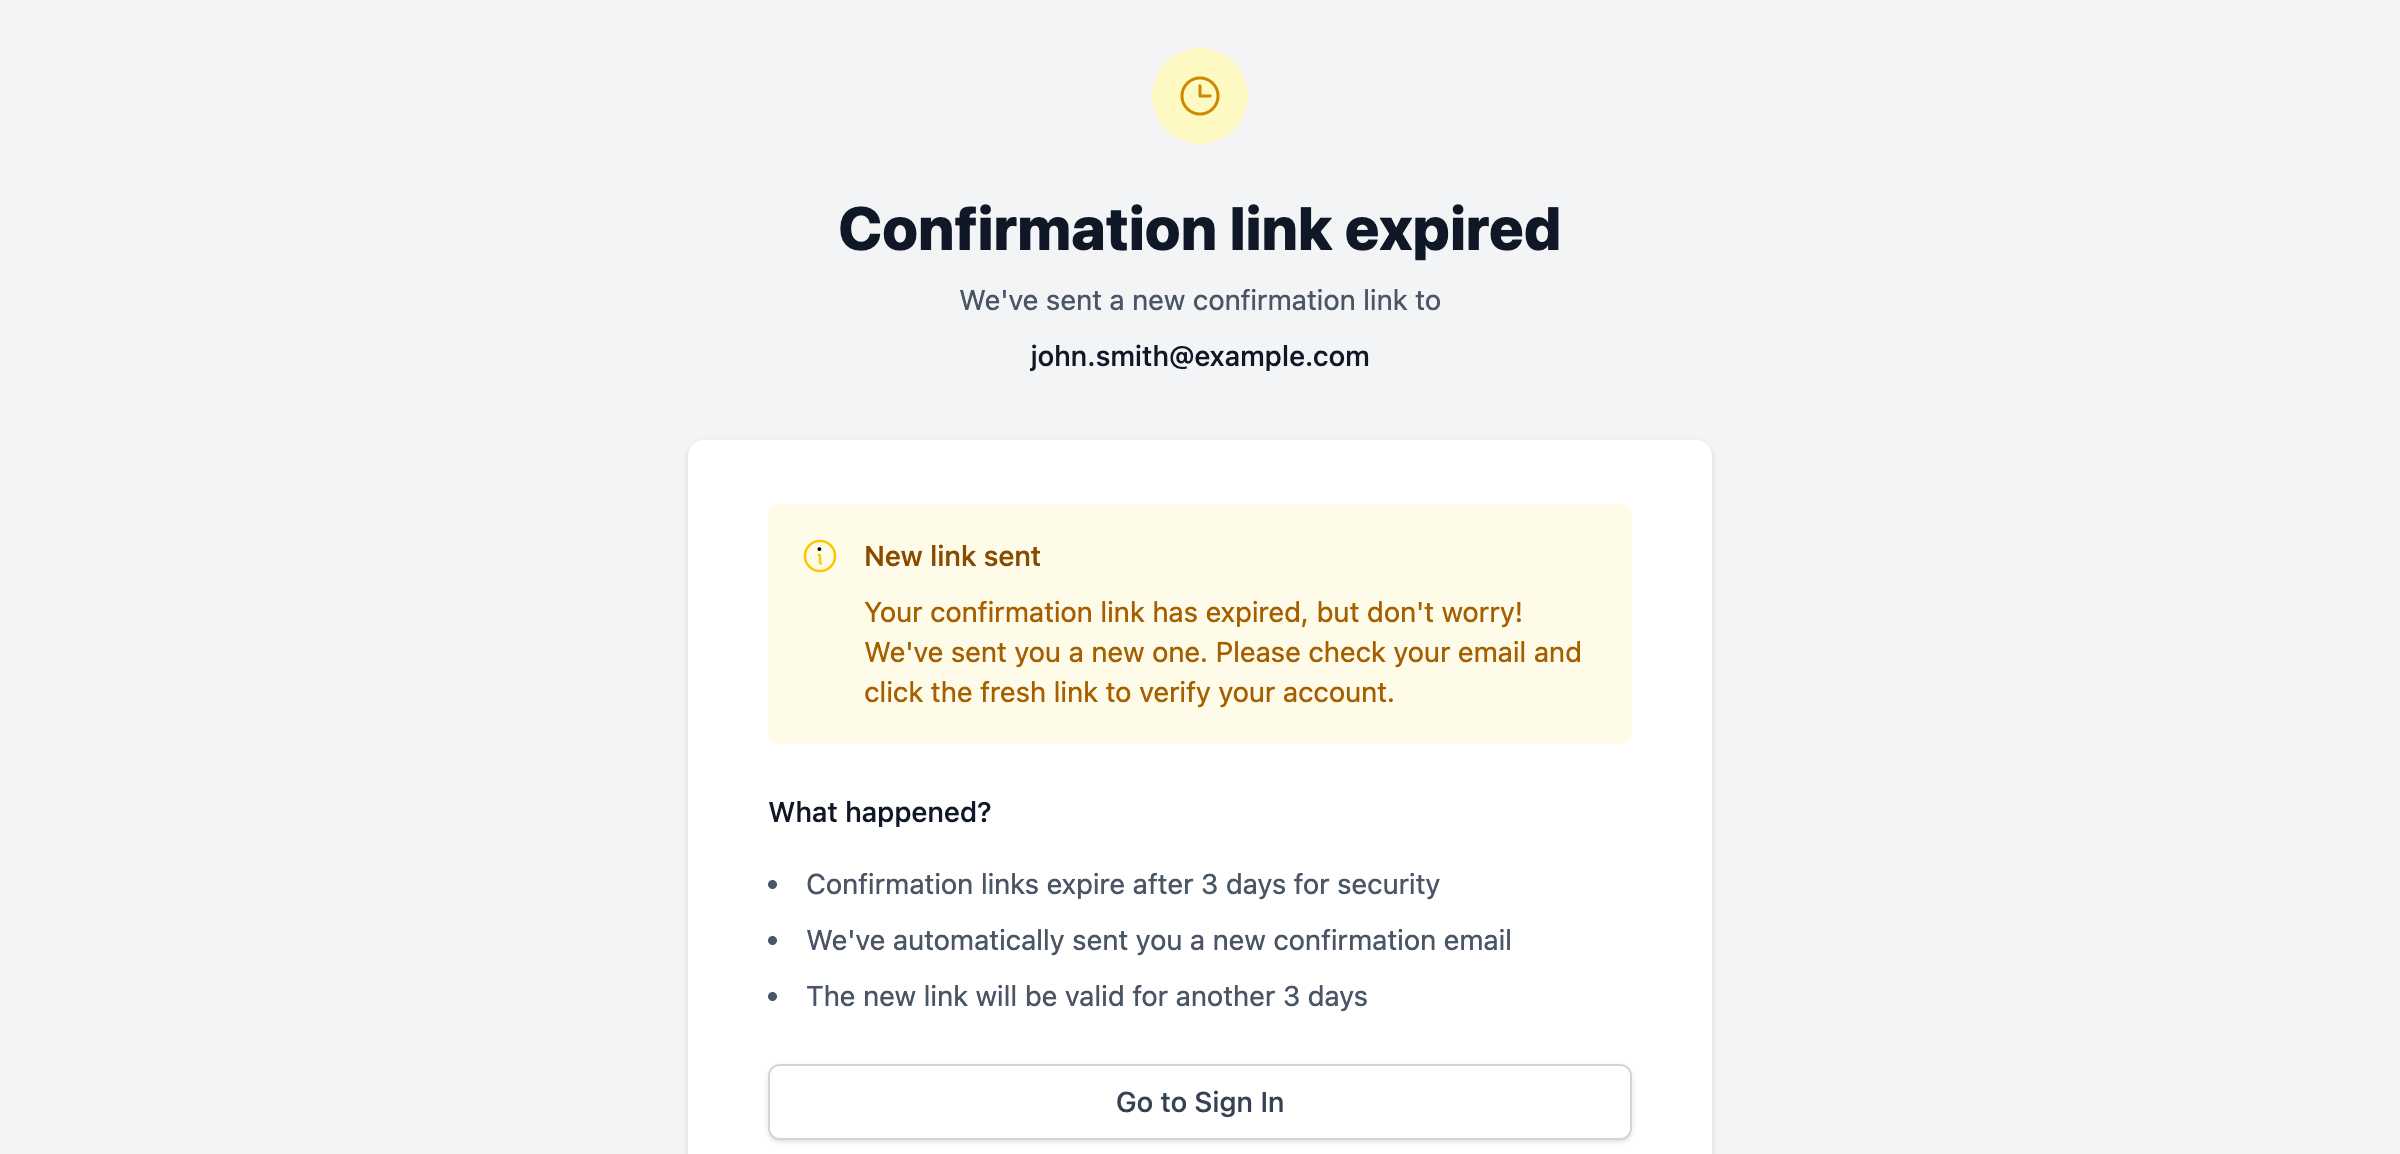 Confirmation link expired
We've sent a new confirmation link to
john.smith@example.com
New link sent
Your confirmation link has expired, but don't worry!
We've sent you a new one. Please check your email and
click the fresh link to verify your account.
What happened?
• Confirmation links expire after 3 days for security
• We've automatically sent you a new confirmation email
• The new link will be valid for another 3 days
Go to Sign In